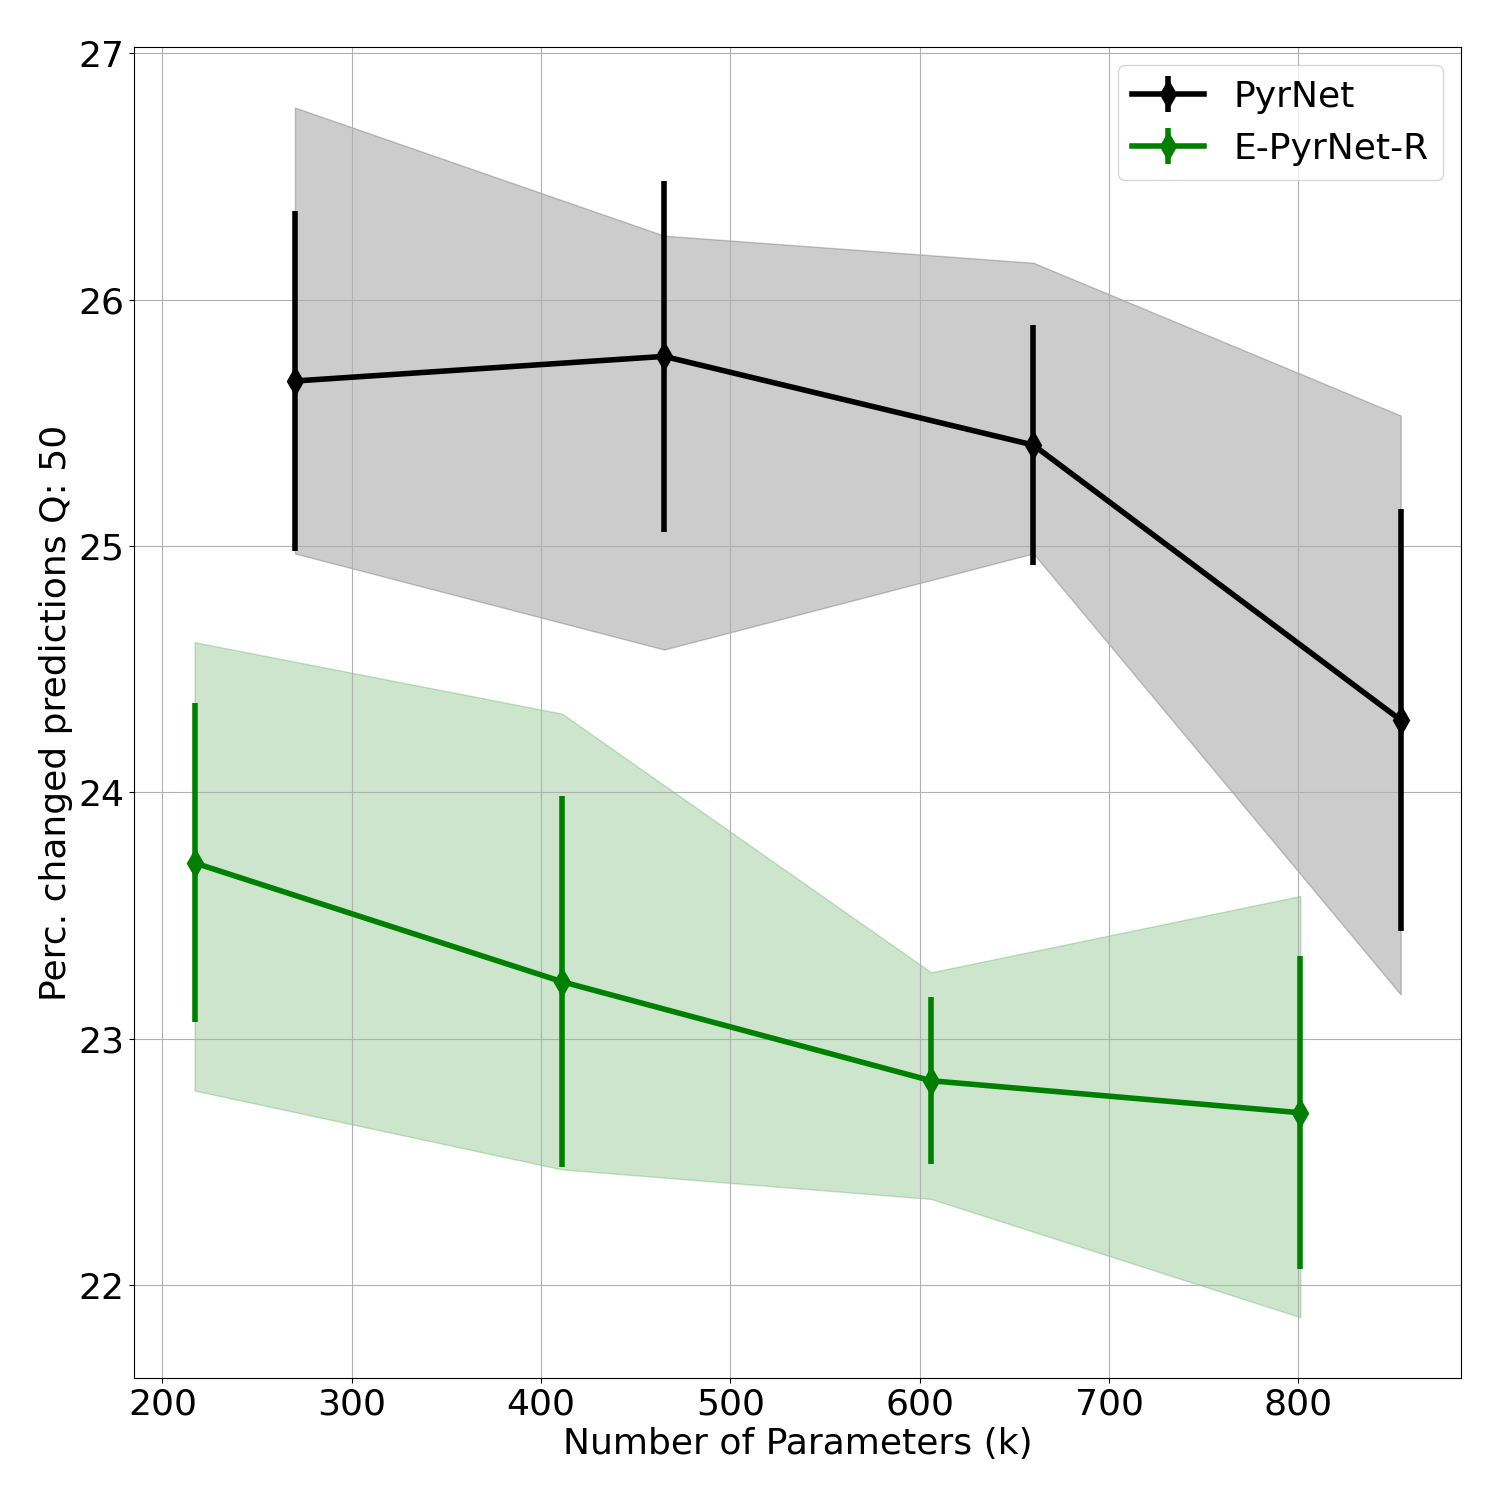 PyrNet
E-PyrNet-R
27
26
25
24
23
22
Perc. changed predictions Q: 50
200 300 400 500 600 700 800
Number of Parameters (k)